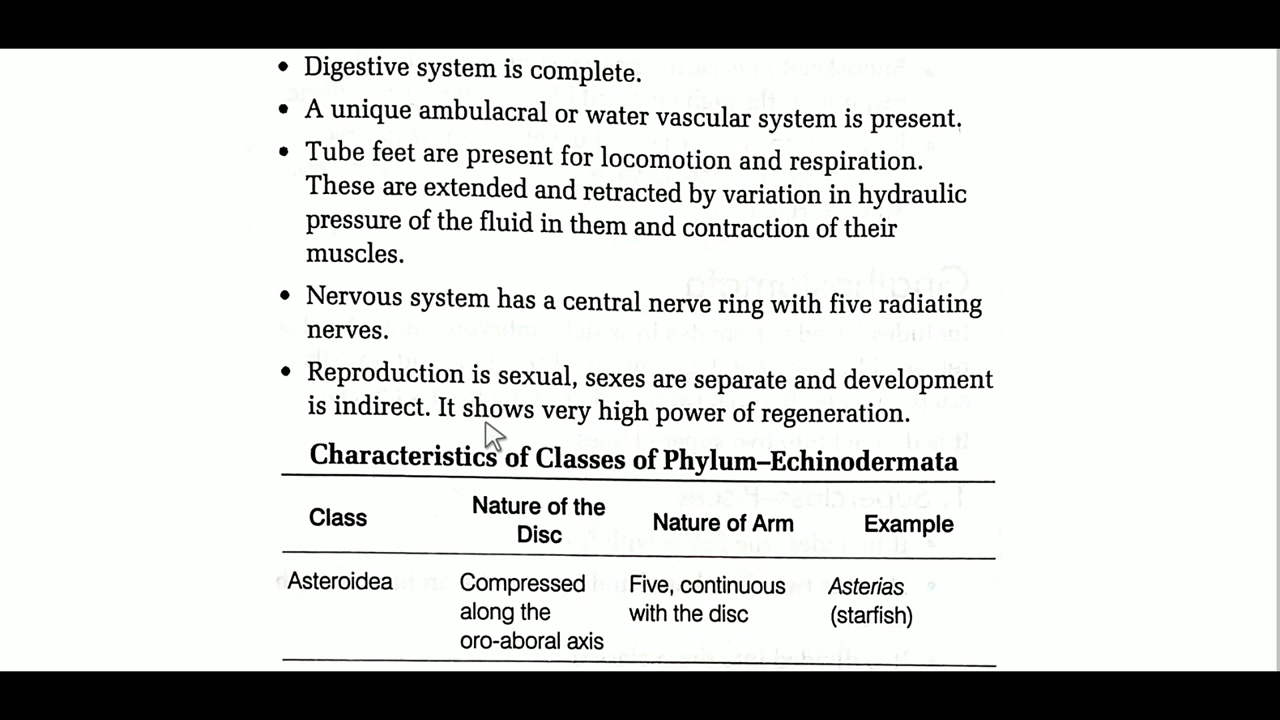 • Digestive system is complete.
• A unique ambulacral or water vascular system is present.
• Tube feet are present for locomotion and respiration.
These are extended and retracted by variation in hydraulic
pressure of the fluid in them and contraction of their
muscles.
• Nervous system has a central nerve ring with five radiating
nerves.
• Reproduction is sexual, sexes are separate and development
is indirect. It shows very high power of regeneration.
Characteristics of Classes of Phylum–Echinodermata
Class Nature of the Disc Nature of Arm Example
Asteroidea Compressed Five, continuous Asterias
along the with the disc (starfish)
oro-aboral axis